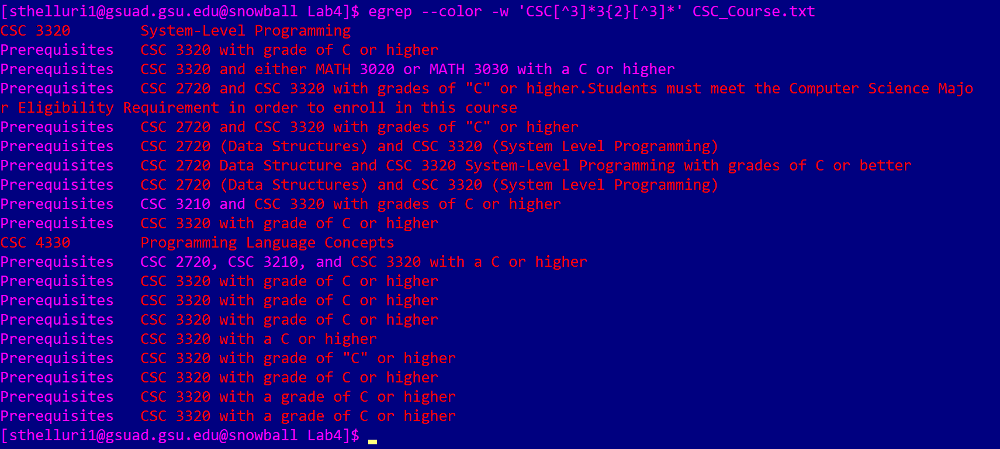 [sthelluri1@gsuad.gsu.edu@snowball Lab4]$ egrep --color -w 'CSC[^3]*3{2}[^3]*' CSC_Course.txt
CSC 3320        System-Level Programming
Prerequisites   CSC 3320 with grade of C or higher
Prerequisites   CSC 3320 and either MATH 3020 or MATH 3030 with a C or higher
Prerequisites   CSC 2720 and CSC 3320 with grades of "C" or higher.Students must meet the Computer Science Majo
r Eligibility Requirement in order to enroll in this course
Prerequisites   CSC 2720 and CSC 3320 with grades of "C" or higher
Prerequisites   CSC 2720 (Data Structures) and CSC 3320 (System Level Programming)
Prerequisites   CSC 2720 Data Structure and CSC 3320 System-Level Programming with grades of C or better
Prerequisites   CSC 2720 (Data Structures) and CSC 3320 (System Level Programming)
Prerequisites   CSC 3210 and CSC 3320 with grades of C or higher
Prerequisites   CSC 3320 with grade of C or higher
CSC 4330        Programming Language Concepts
Prerequisites   CSC 2720, CSC 3210, and CSC 3320 with a C or higher
Prerequisites   CSC 3320 with grade of C or higher
Prerequisites   CSC 3320 with grade of C or higher
Prerequisites   CSC 3320 with grade of C or higher
Prerequisites   CSC 3320 with a C or higher
Prerequisites   CSC 3320 with grade of "C" or higher
Prerequisites   CSC 3320 with grade of C or higher
Prerequisites   CSC 3320 with a grade of C or higher
Prerequisites   CSC 3320 with a grade of C or higher
[sthelluri1@gsuad.gsu.edu@snowball Lab4]$